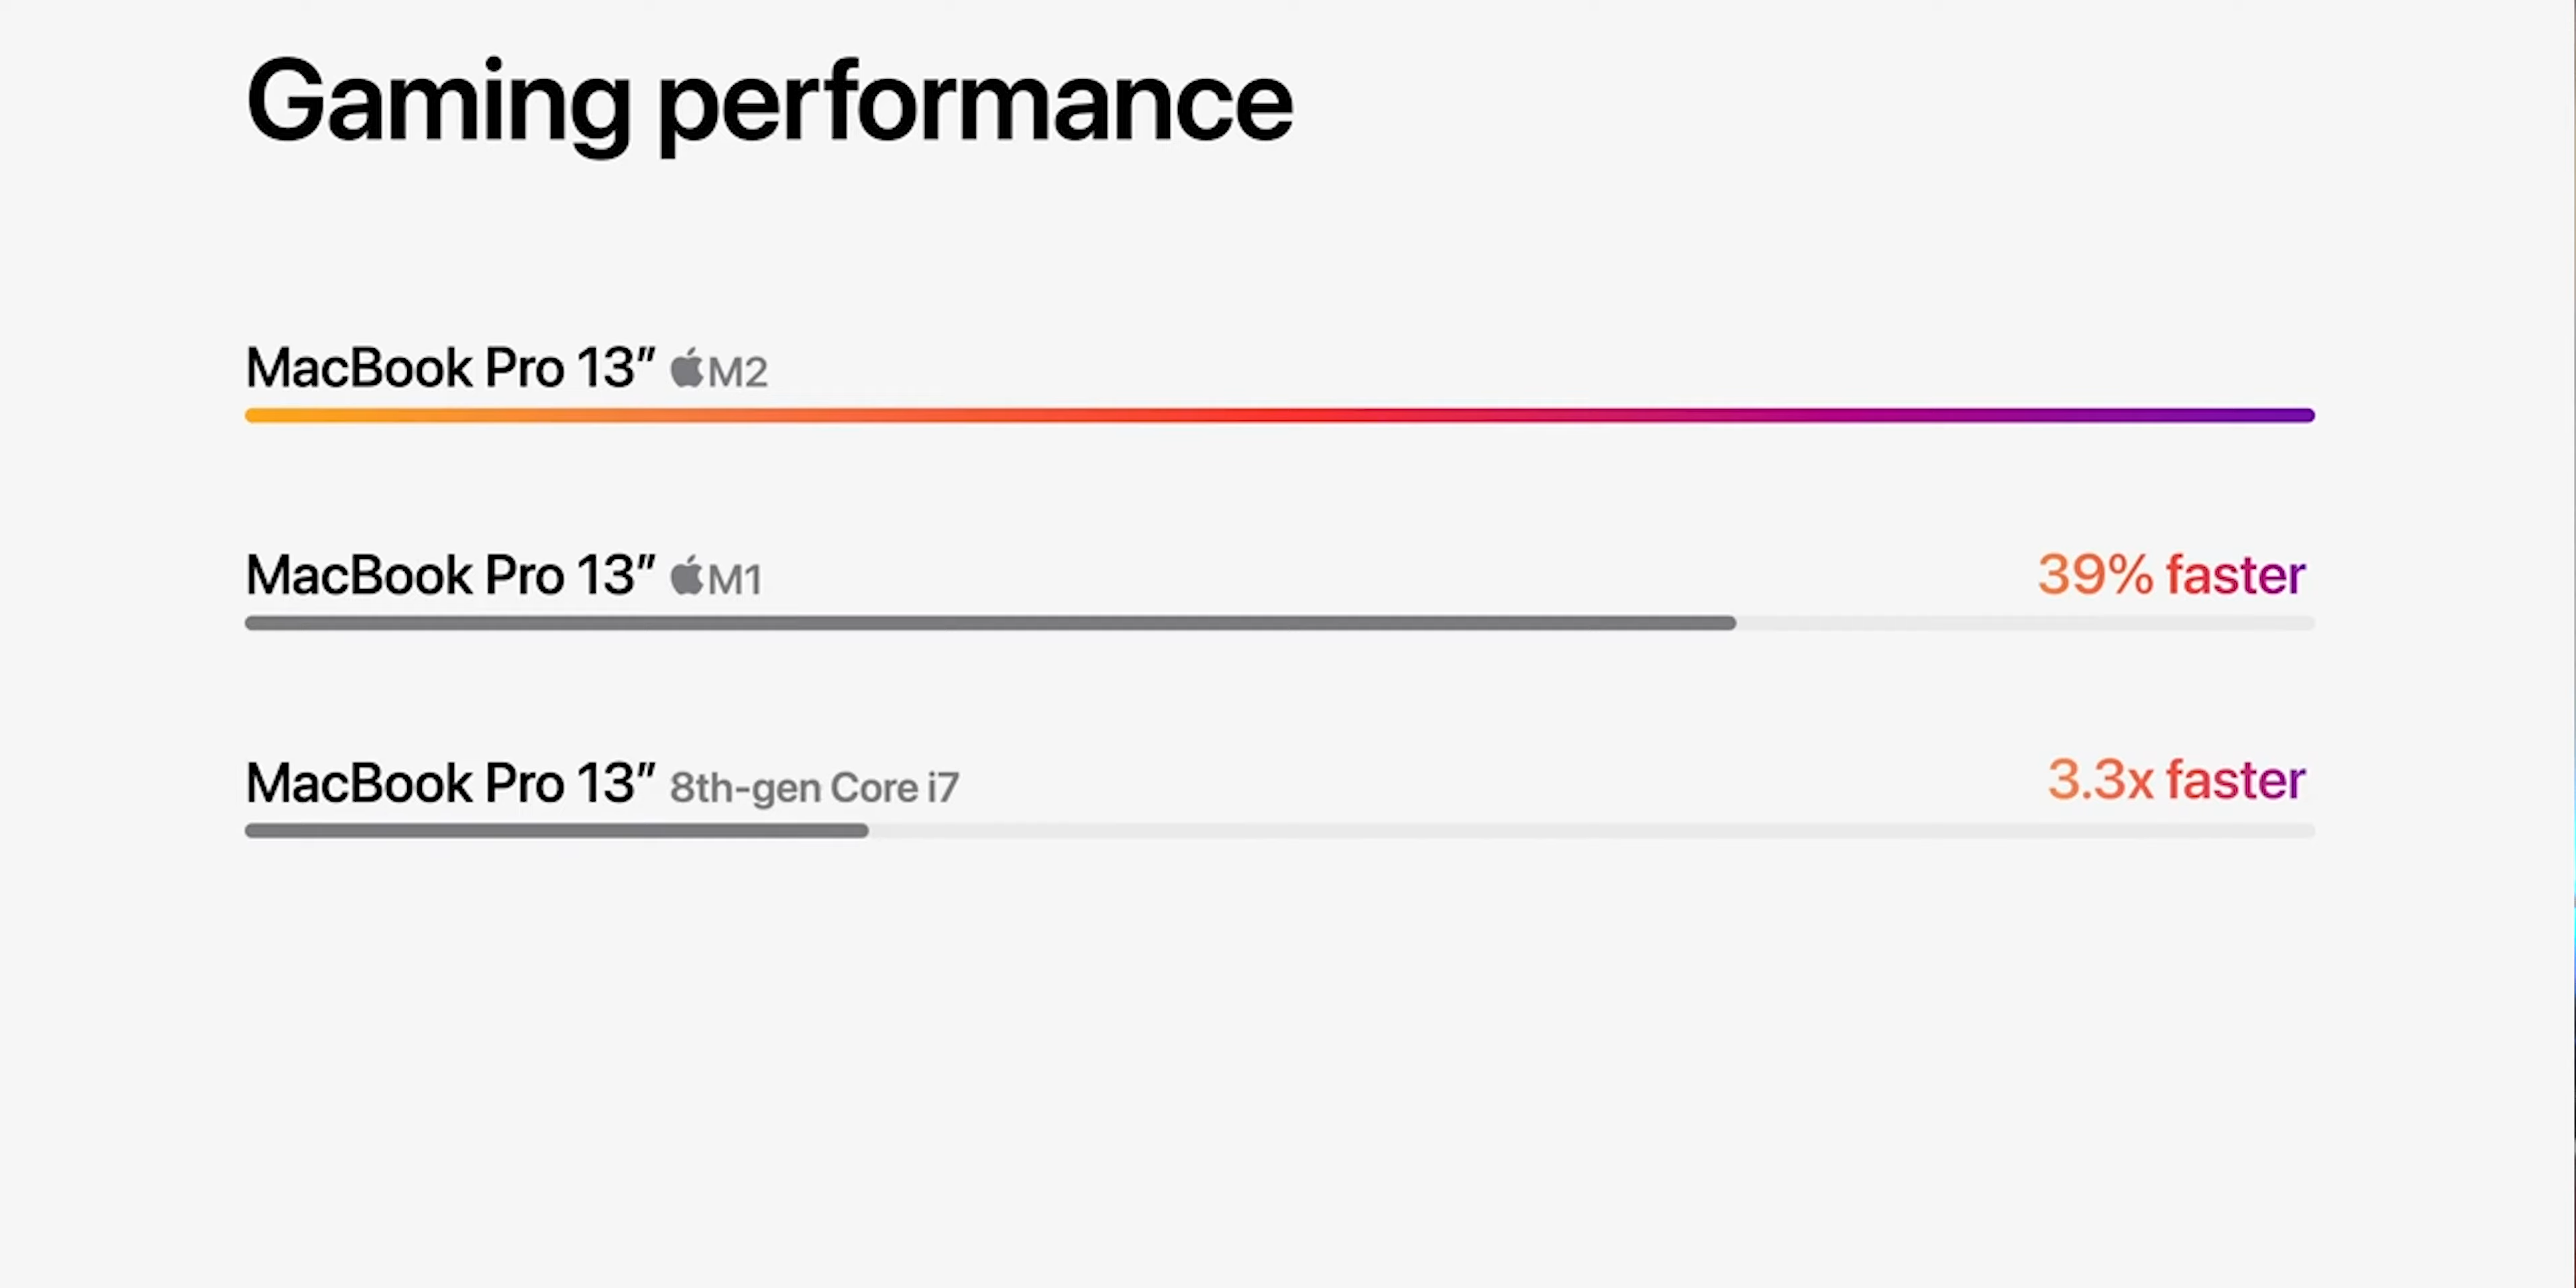 Gaming performance
MacBook Pro 13″ M2
MacBook Pro 13″ M1 39% faster
MacBook Pro 13″ 8th-gen Core i7 3.3x faster